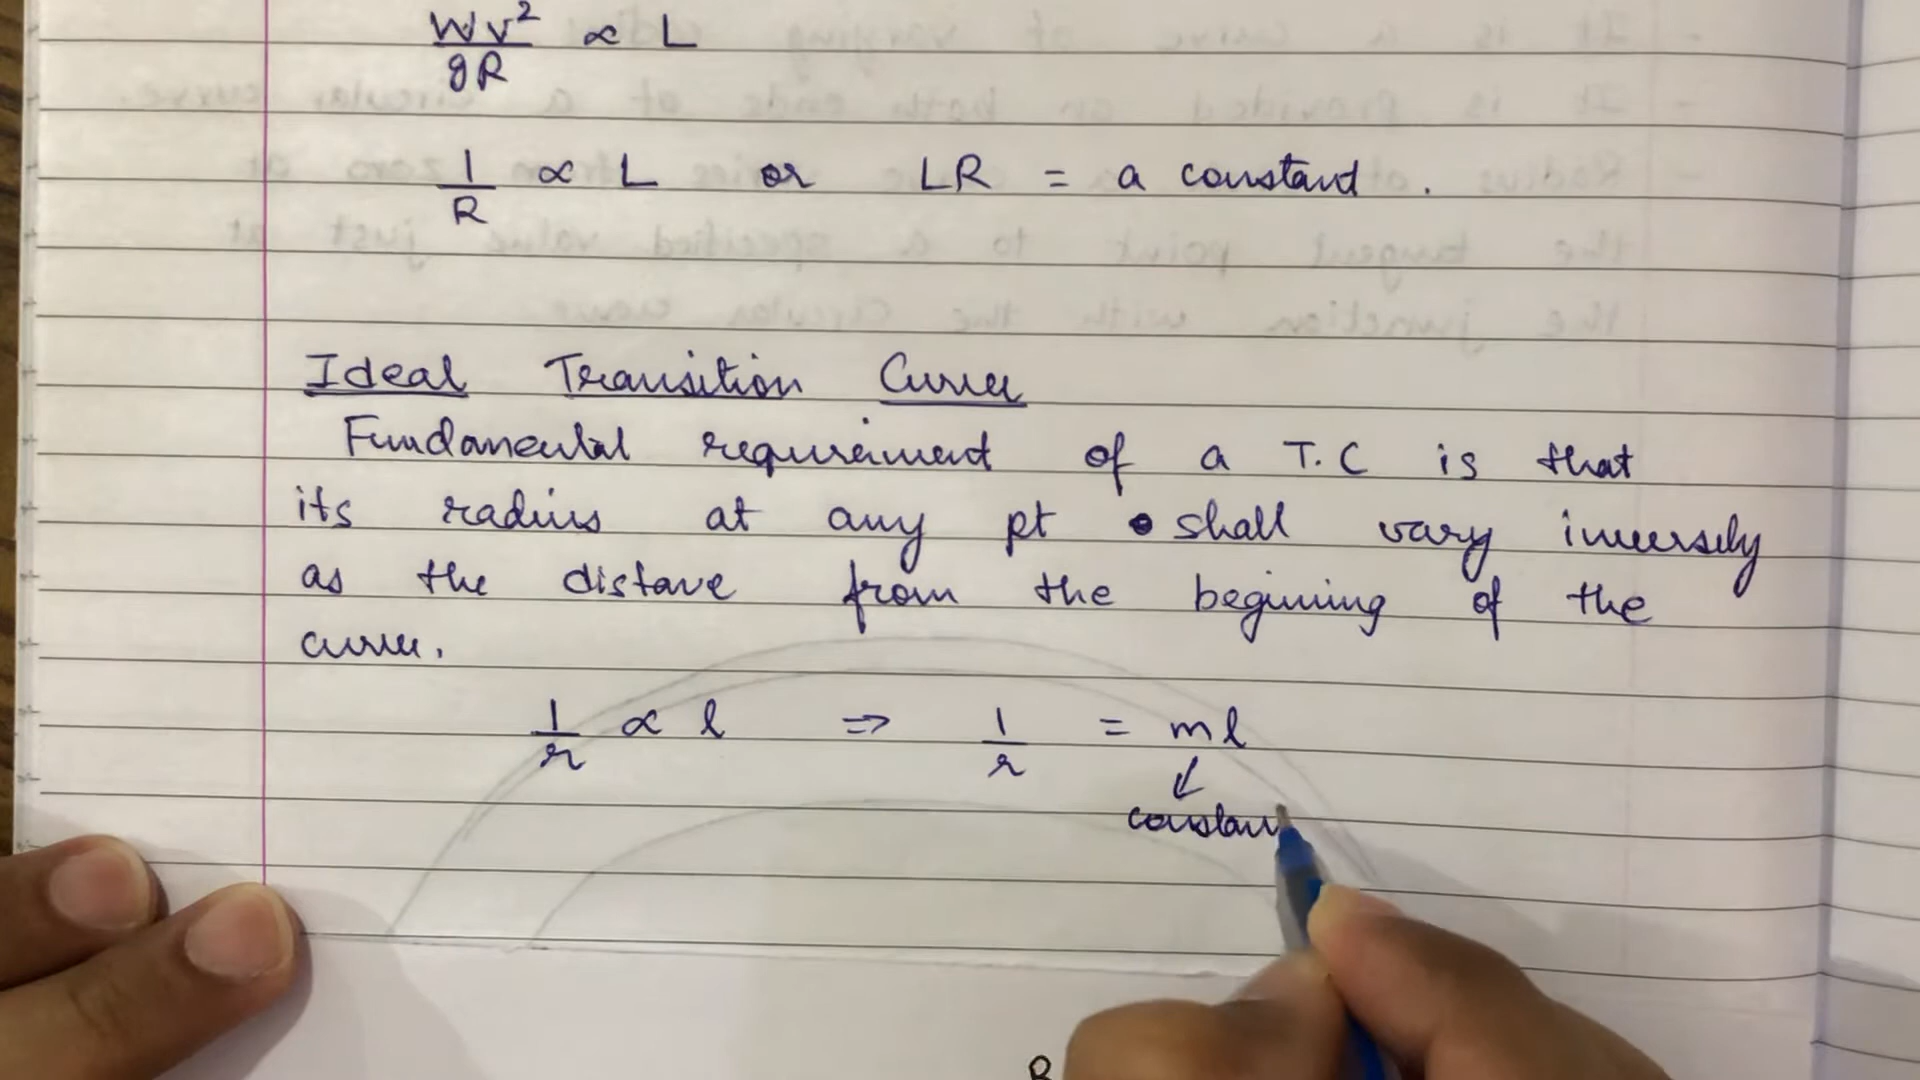 Wv² / gR ∝ L
1/R ∝ L or LR = a constant.
Ideal Transition Curve
Fundamental requirement of a T.C is that
its radius at any pt shall vary inversely
as the distance from the begining of the
curve.
1/r ∝ l ⇒ 1/r = ml
↓
constan